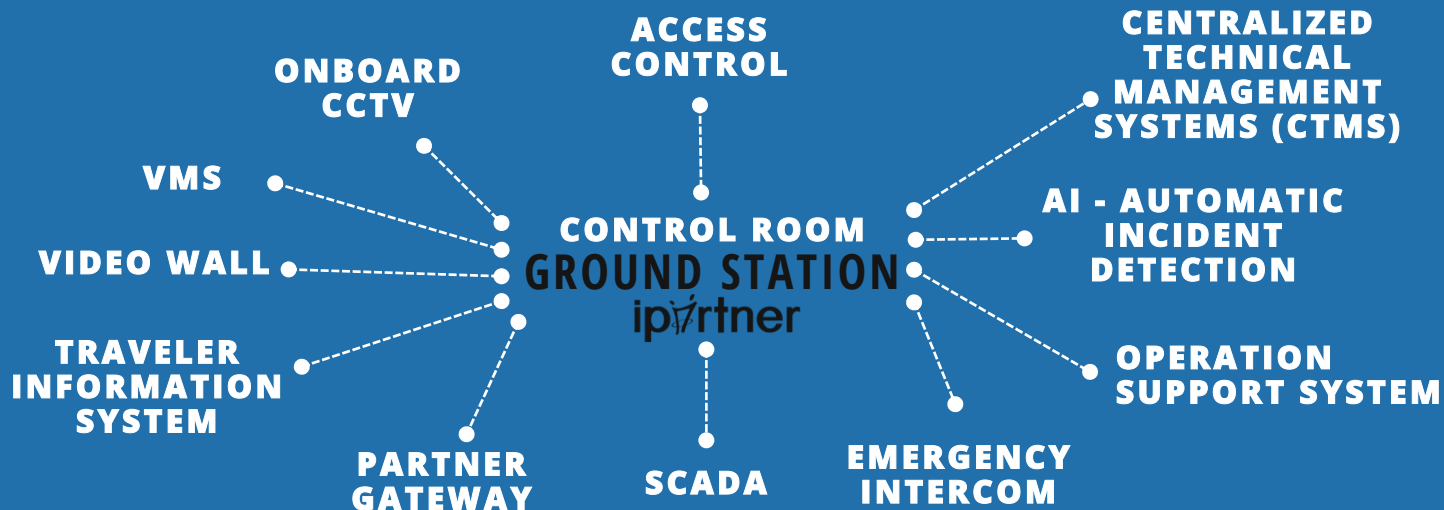 ACCESS
CONTROL
CENTRALIZED
TECHNICAL
MANAGEMENT
SYSTEMS (CTMS)
ONBOARD
CCTV
VMS
AI - AUTOMATIC
INCIDENT
DETECTION
CONTROL ROOM
GROUND STATION
ipartner
VIDEO WALL
TRAVELER
INFORMATION
SYSTEM
OPERATION
SUPPORT SYSTEM
PARTNER
GATEWAY
SCADA
EMERGENCY
INTERCOM